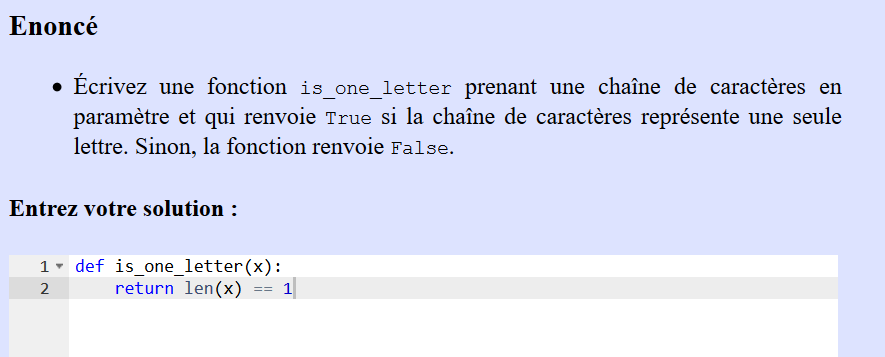 Enoncé
• Écrivez une fonction is_one_letter prenant une chaîne de caractères en
paramètre et qui renvoie True si la chaîne de caractères représente une seule
lettre. Sinon, la fonction renvoie False.
Entrez votre solution :
1 def is_one_letter(x):
2     return len(x) == 1